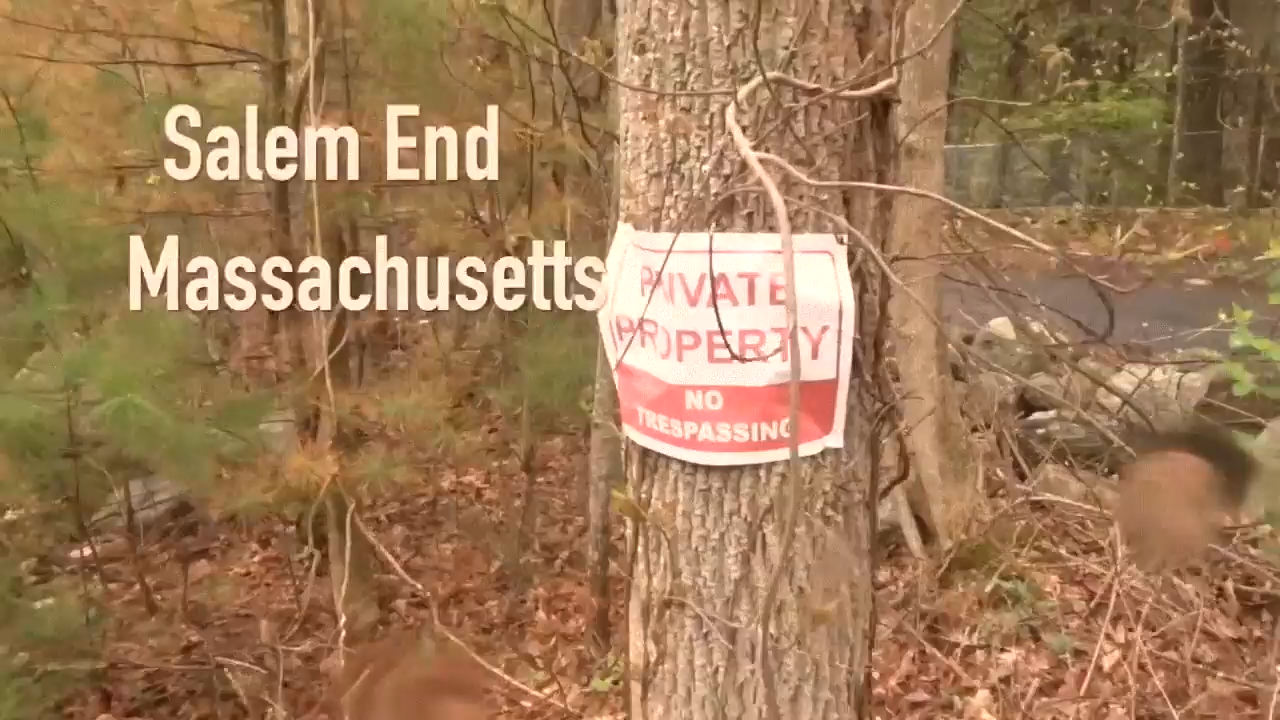 Salem End
Massachusetts
PRIVATE
PROPERTY
NO
TRESPASSING